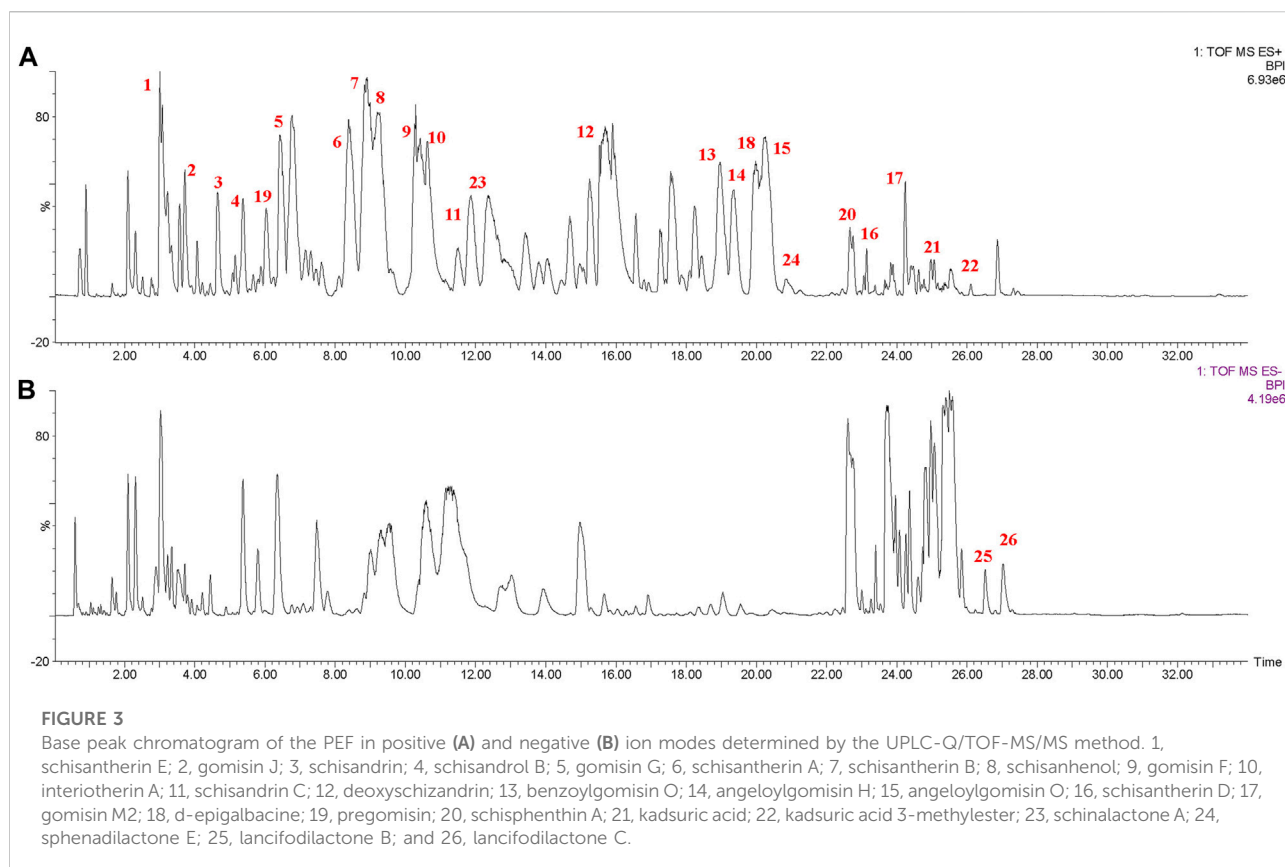 A
1: TOF MS ES+
BPI
6.93e6
80
%
-20
1
2
3
4
19
5
6
7
8
9
10
11
23
12
13
14
18
15
24
20
16
17
21
22
2.00 4.00 6.00 8.00 10.00 12.00 14.00 16.00 18.00 20.00 22.00 24.00 26.00 28.00 30.00 32.00
B
1: TOF MS ES-
BPI
4.19e6
80
%
-20
25
26
Time
2.00 4.00 6.00 8.00 10.00 12.00 14.00 16.00 18.00 20.00 22.00 24.00 26.00 28.00 30.00 32.00
FIGURE 3
Base peak chromatogram of the PEF in positive (A) and negative (B) ion modes determined by the UPLC-Q/TOF-MS/MS method. 1,
schisantherin E; 2, gomisin J; 3, schisandrin; 4, schisandrol B; 5, gomisin G; 6, schisantherin A; 7, schisantherin B; 8, schisanhenol; 9, gomisin F; 10,
interiotherin A; 11, schisandrin C; 12, deoxyschizandrin; 13, benzoylgomisin O; 14, angeloylgomisin H; 15, angeloylgomisin O; 16, schisantherin D; 17,
gomisin M2; 18, d-epigalbacine; 19, pregomisin; 20, schisphenthin A; 21, kadsuric acid; 22, kadsuric acid 3-methylester; 23, schinalactone A; 24,
sphenadilactone E; 25, lancifodilactone B; and 26, lancifodilactone C.